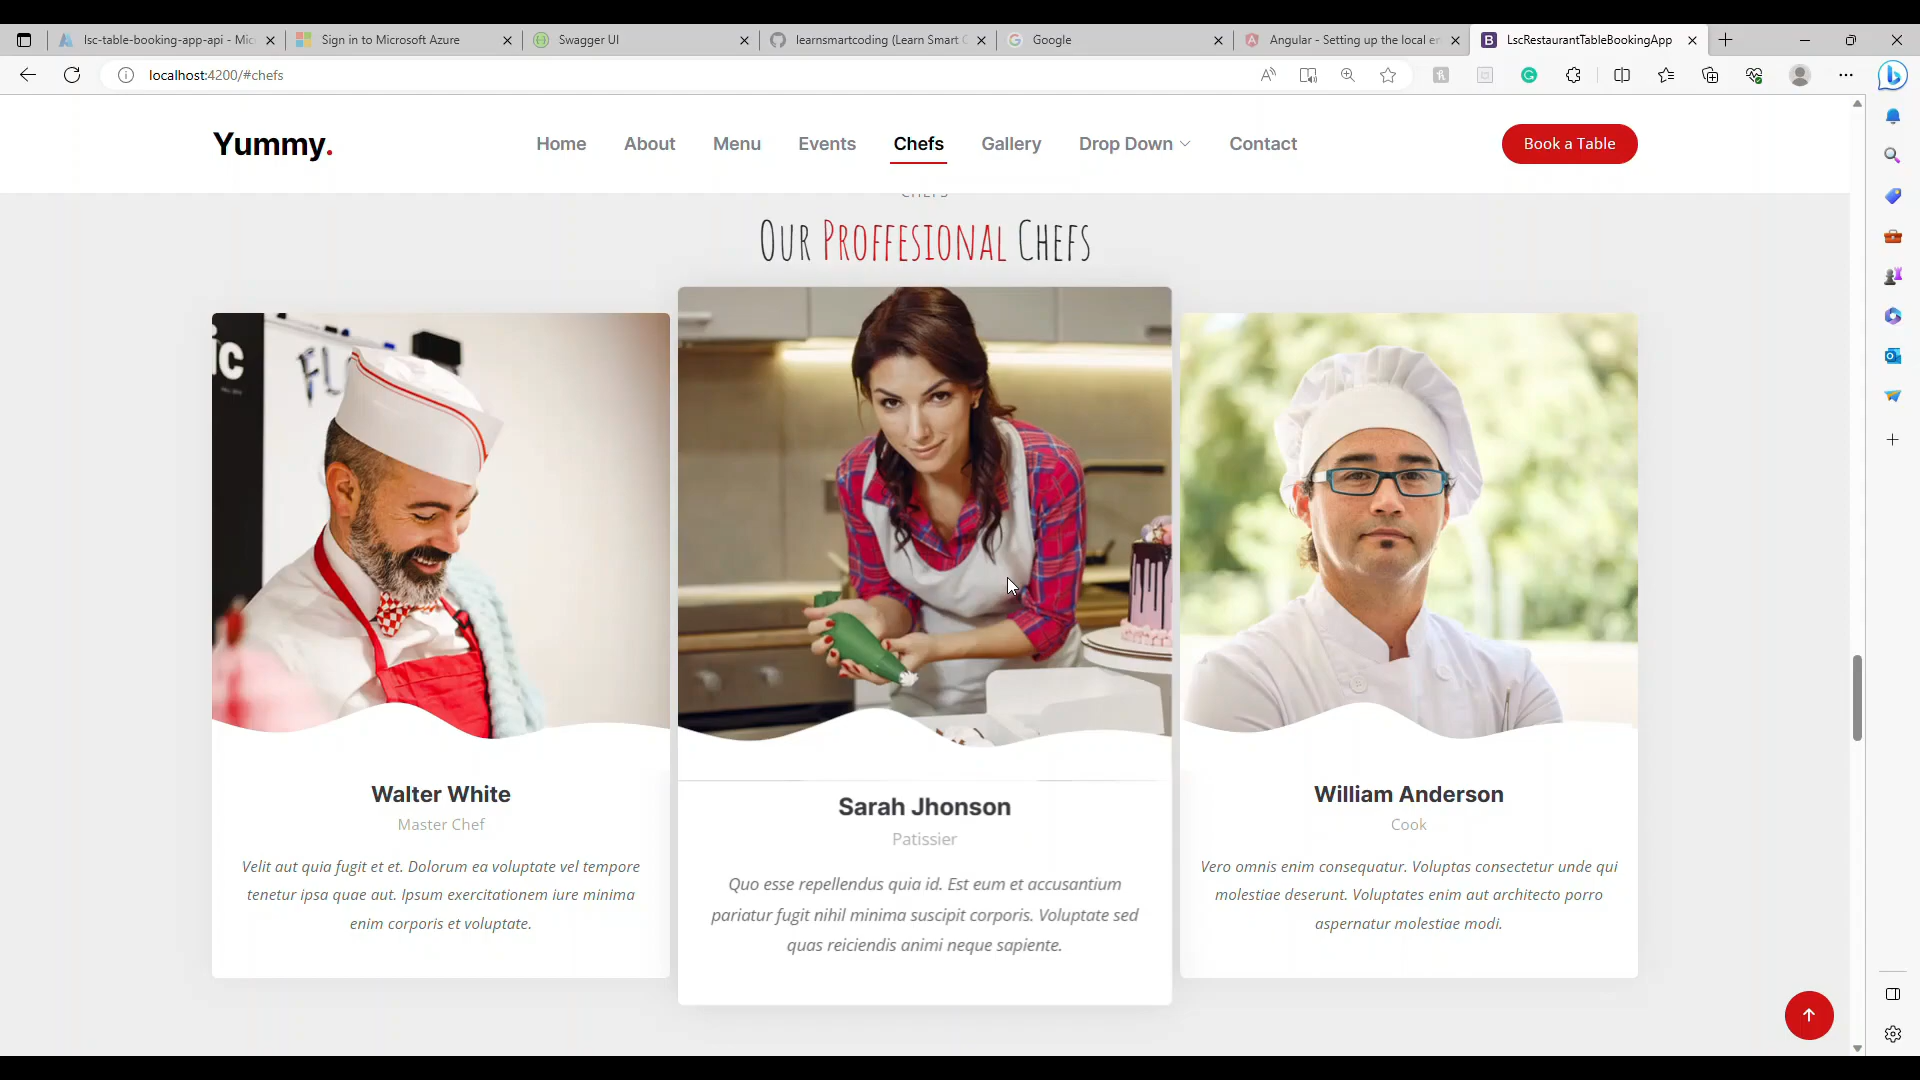 lsc-table-booking-app-api - Mic
Sign in to Microsoft Azure
Swagger UI
learnsmartcoding (Learn Smart C
Google
Angular - Setting up the local en
LscRestaurantTableBookingApp
localhost:4200/#chefs
Yummy.
Home
About
Menu
Events
Chefs
Gallery
Drop Down
Contact
Book a Table
CHEFS
Our Proffesional Chefs
ic
FL
Walter White
Master Chef
Velit aut quia fugit et et. Dolorum ea voluptate vel tempore
tenetur ipsa quae aut. Ipsum exercitationem iure minima
enim corporis et voluptate.
Sarah Jhonson
Patissier
Quo esse repellendus quia id. Est eum et accusantium
pariatur fugit nihil minima suscipit corporis. Voluptate sed
quas reiciendis animi neque sapiente.
William Anderson
Cook
Vero omnis enim consequatur. Voluptas consectetur unde qui
molestiae deserunt. Voluptates enim aut architecto porro
aspernatur molestiae modi.